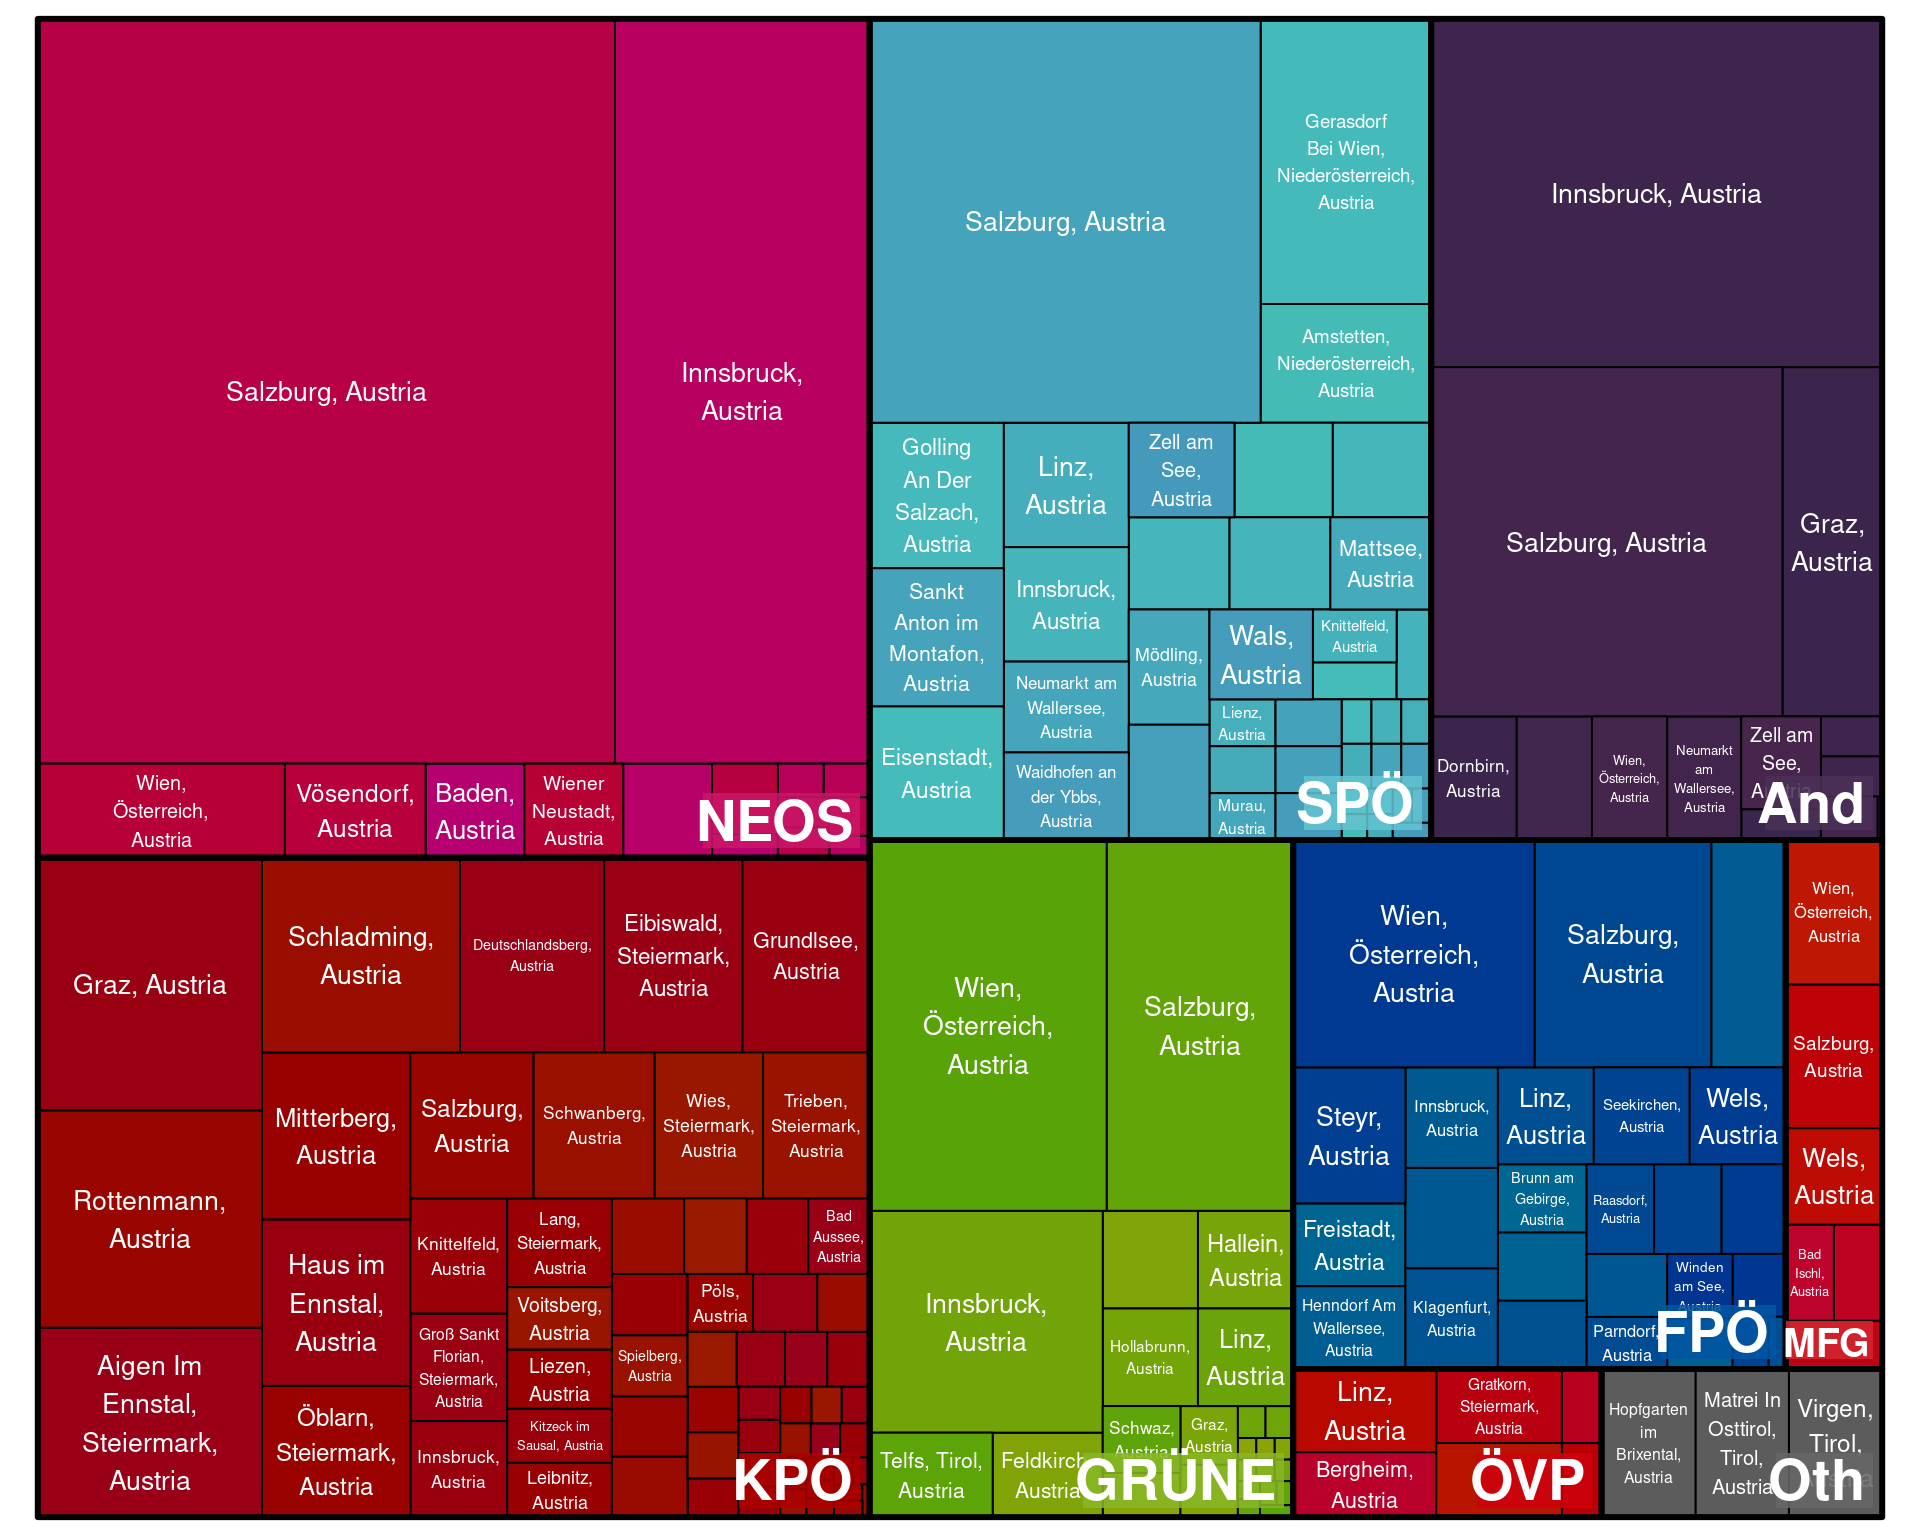 Salzburg, Austria
Innsbruck,
Austria
Wien,
Österreich,
Austria
Vösendorf,
Austria
Baden,
Austria
Wiener
Neustadt,
Austria
NEOS
Salzburg, Austria
Gerasdorf
Bei Wien,
Niederösterreich,
Austria
Amstetten,
Niederösterreich,
Austria
Golling
An Der
Salzach,
Austria
Linz,
Austria
Zell am
See,
Austria
Sankt
Anton im
Montafon,
Austria
Innsbruck,
Austria
Mattsee,
Austria
Neumarkt am
Wallersee,
Austria
Mödling,
Austria
Wals,
Austria
Knittelfeld,
Austria
Eisenstadt,
Austria
Waidhofen an
der Ybbs,
Austria
Lienz,
Austria
Murau,
Austria
SPÖ
Innsbruck, Austria
Salzburg, Austria
Graz,
Austria
Dornbirn,
Austria
Wien,
Österreich,
Austria
Neumarkt
am
Wallersee,
Austria
Zell am
See,
Austria
And
Graz, Austria
Schladming,
Austria
Deutschlandsberg,
Austria
Eibiswald,
Steiermark,
Austria
Grundlsee,
Austria
Rottenmann,
Austria
Mitterberg,
Austria
Salzburg,
Austria
Schwanberg,
Austria
Wies,
Steiermark,
Austria
Trieben,
Steiermark,
Austria
Aigen Im
Ennstal,
Steiermark,
Austria
Haus im
Ennstal,
Austria
Öblarn,
Steiermark,
Austria
Knittelfeld,
Austria
Lang,
Steiermark,
Austria
Bad
Aussee,
Austria
Voitsberg,
Austria
Pöls,
Austria
Groß Sankt
Florian,
Steiermark,
Austria
Liezen,
Austria
Spielberg,
Austria
Kitzeck im
Sausal, Austria
Innsbruck,
Austria
Leibnitz,
Austria
KPÖ
Wien,
Österreich,
Austria
Salzburg,
Austria
Innsbruck,
Austria
Hallein,
Austria
Hollabrunn,
Austria
Linz,
Austria
Telfs, Tirol,
Austria
Feldkirch,
Austria
Schwaz,
Austria
Graz,
Austria
GRÜNE
Wien,
Österreich,
Austria
Salzburg,
Austria
Steyr,
Austria
Innsbruck,
Austria
Linz,
Austria
Seekirchen,
Austria
Wels,
Austria
Brunn am
Gebirge,
Austria
Raasdorf,
Austria
Freistadt,
Austria
Henndorf Am
Wallersee,
Austria
Klagenfurt,
Austria
Winden
am See,
Austria
Parndorf,
Austria
FPÖ
Wien,
Österreich,
Austria
Salzburg,
Austria
Wels,
Austria
Bad
Ischl,
Austria
MFG
Linz,
Austria
Gratkorn,
Steiermark,
Austria
Bergheim,
Austria
ÖVP
Hopfgarten
im
Brixental,
Austria
Matrei In
Osttirol,
Tirol,
Austria
Virgen,
Tirol,
Austria
Oth